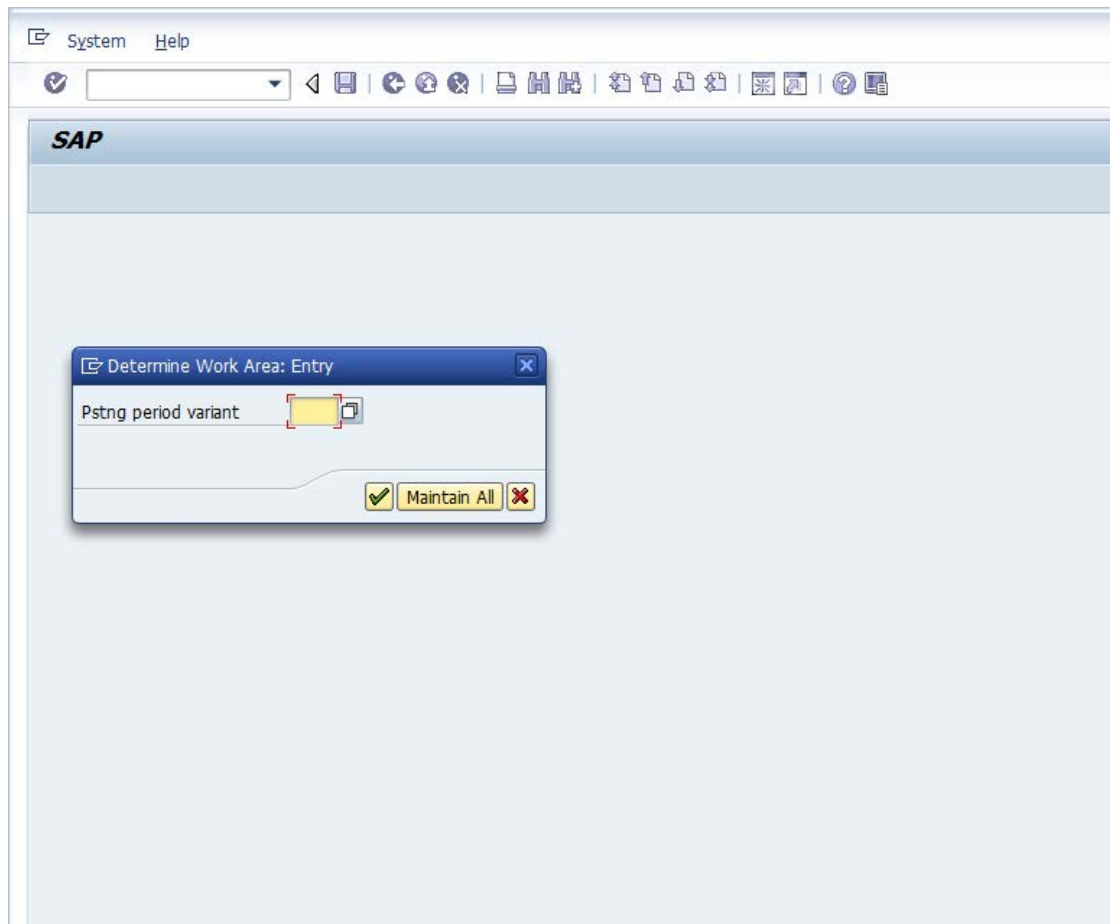 System Help
SAP
Determine Work Area: Entry
Pstng period variant
Maintain All